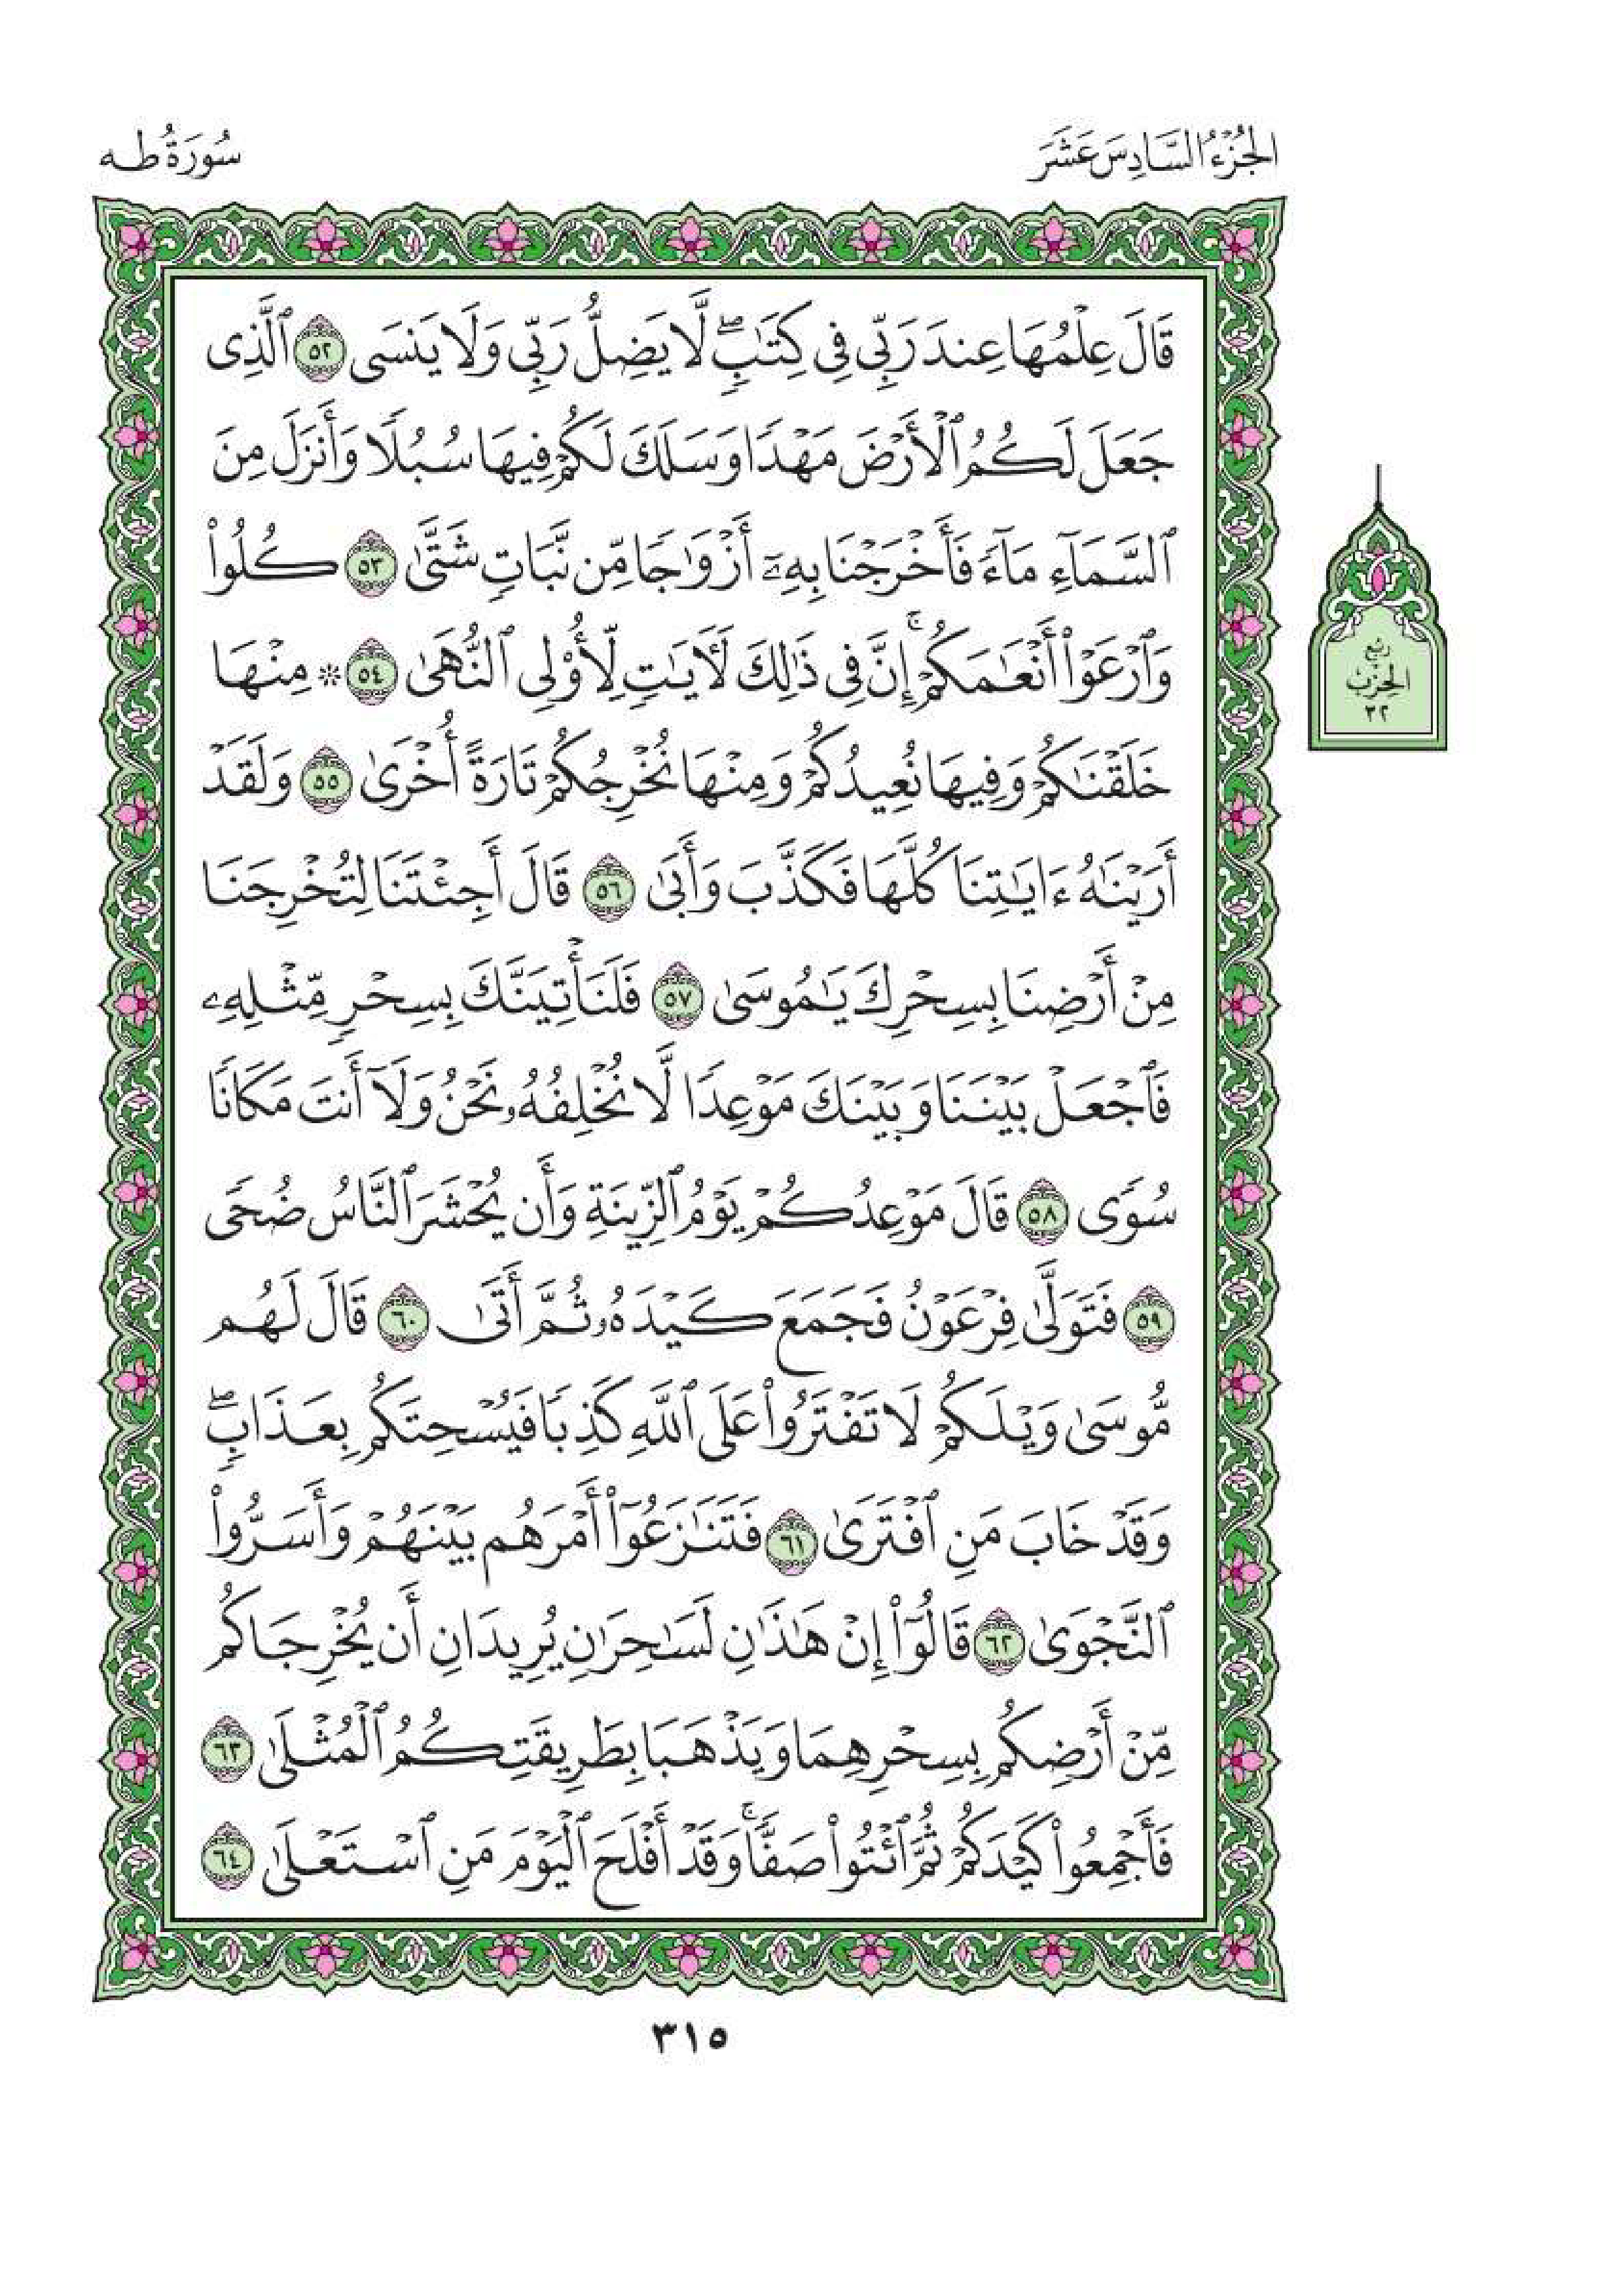 الجُزْءُ السَّادِسَ عَشَرَ
سُورَةُ طه
قَالَ عِلْمُهَا عِندَ رَبِّي فِي كِتَٰبٖۖ لَّا يَضِلُّ رَبِّي وَلَا يَنسَى ٥٢ ٱلَّذِي
جَعَلَ لَكُمُ ٱلۡأَرۡضَ مَهۡدٗا وَسَلَكَ لَكُمۡ فِيهَا سُبُلٗا وَأَنزَلَ مِنَ
ٱلسَّمَآءِ مَآءٗ فَأَخۡرَجۡنَا بِهِۦٓ أَزۡوَٰجٗا مِّن نَّبَاتٖ شَتَّىٰ ٥٣ كُلُواْ
وَٱرۡعَوۡاْ أَنۡعَٰمَكُمۡۚ إِنَّ فِي ذَٰلِكَ لَأٓيَٰتٖ لِّأُوْلِي ٱلنُّهَىٰ ٥٤ ۞ مِنۡهَا
خَلَقۡنَٰكُمۡ وَفِيهَا نُعِيدُكُمۡ وَمِنۡهَا نُخۡرِجُكُمۡ تَارَةً أُخۡرَىٰ ٥٥ وَلَقَدۡ
أَرَيۡنَٰهُ ءَايَٰتِنَا كُلَّهَا فَكَذَّبَ وَأَبَىٰ ٥٦ قَالَ أَجِئۡتَنَا لِتُخۡرِجَنَا
مِنۡ أَرۡضِنَا بِسِحۡرِكَ يَٰمُوسَىٰ ٥٧ فَلَنَأۡتِيَنَّكَ بِسِحۡرٖ مِّثۡلِهِۦ
فَٱجۡعَلۡ بَيۡنَنَا وَبَيۡنَكَ مَوۡعِدٗا لَّا نُخۡلِفُهُۥ نَحۡنُ وَلَآ أَنتَ مَكَانٗا
سُوٗى ٥٨ قَالَ مَوۡعِدُكُمۡ يَوۡمُ ٱلزِّينَةِ وَأَن يُحۡشَرَ ٱلنَّاسُ ضُحٗى
٥٩ فَتَوَلَّىٰ فِرۡعَوۡنُ فَجَمَعَ كَيۡدَهُۥ ثُمَّ أَتَىٰ ٦٠ قَالَ لَهُم
مُّوسَىٰ وَيۡلَكُمۡ لَا تَفۡتَرُواْ عَلَى ٱللَّهِ كَذِبٗا فَيُسۡحِتَكُم بِعَذَابٖۖ
وَقَدۡ خَابَ مَنِ ٱفۡتَرَىٰ ٦١ فَتَنَٰزَعُوٓاْ أَمۡرَهُم بَيۡنَهُمۡ وَأَسَرُّواْ
ٱلنَّجۡوَىٰ ٦٢ قَالُوٓاْ إِنۡ هَٰذَٰنِ لَسَٰحِرَٰنِ يُرِيدَانِ أَن يُخۡرِجَاكُم
مِّنۡ أَرۡضِكُم بِسِحۡرِهِمَا وَيَذۡهَبَا بِطَرِيقَتِكُمُ ٱلۡمُثۡلَىٰ ٦٣
فَأَجۡمِعُواْ كَيۡدَكُمۡ ثُمَّ ٱئۡتُواْ صَفّٗاۚ وَقَدۡ أَفۡلَحَ ٱلۡيَوۡمَ مَنِ ٱسۡتَعۡلَىٰ ٦٤
رُبْع
الحِزْب
٣٢
٣١٥